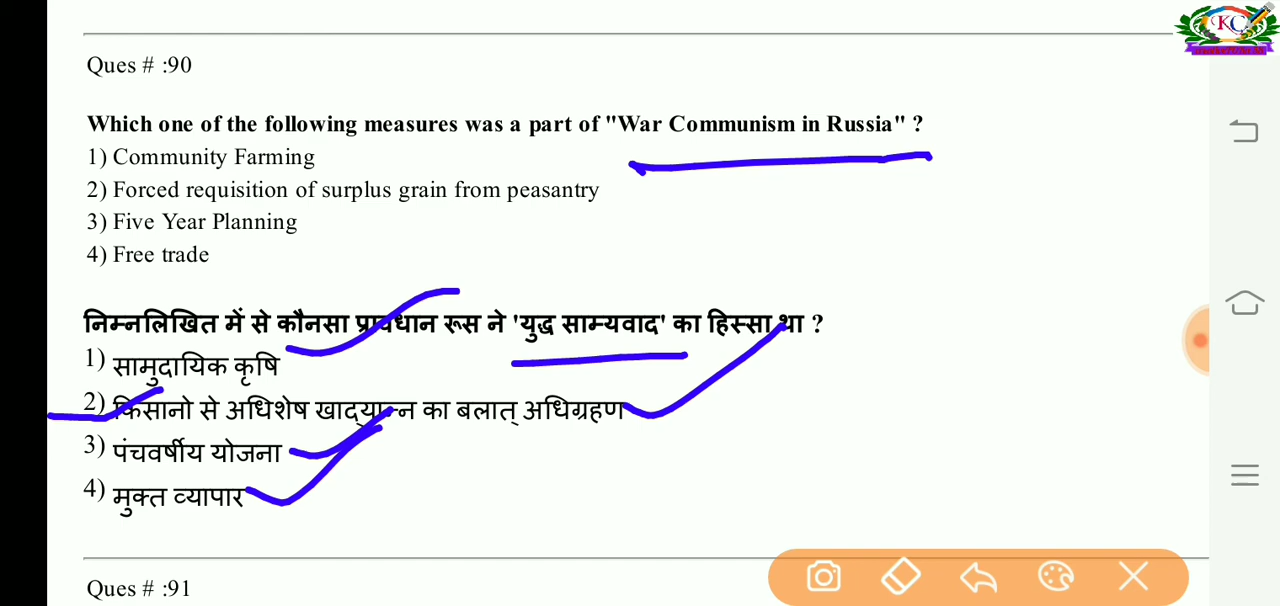 KC
Ques # :90
Which one of the following measures was a part of "War Communism in Russia" ?
1) Community Farming
2) Forced requisition of surplus grain from peasantry
3) Five Year Planning
4) Free trade
निम्नलिखित में से कौनसा प्रावधान रूस ने 'युद्ध साम्यवाद' का हिस्सा था ?
1) सामुदायिक कृषि
2) किसानो से अधिशेष खाद्यान्न का बलात् अधिग्रहण
3) पंचवर्षीय योजना
4) मुक्त व्यापार
Ques # :91